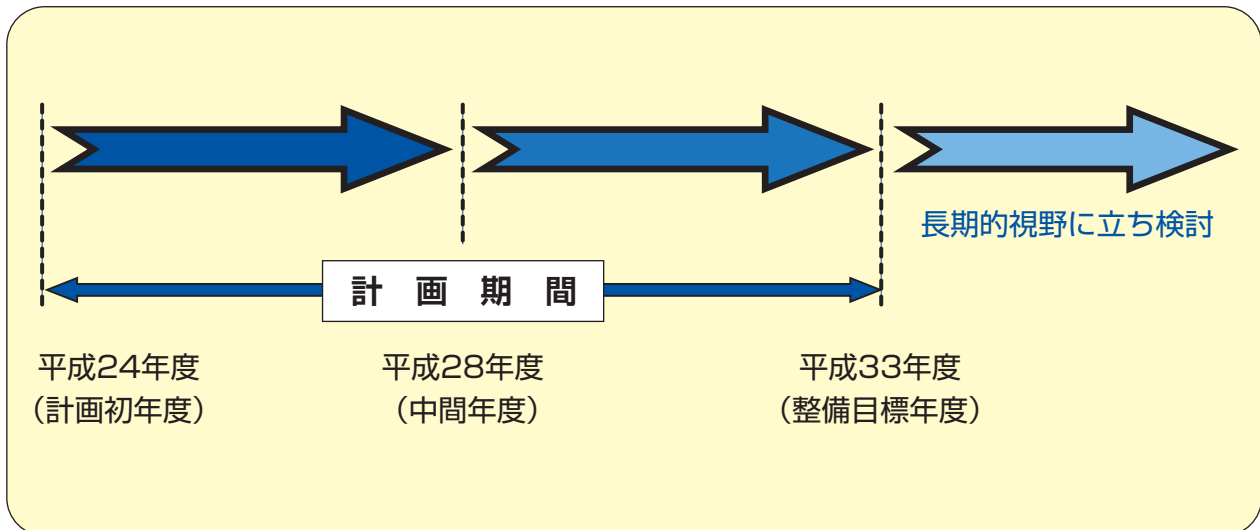 長期的視野に立ち検討
計 画 期 間
平成24年度
（計画初年度）
平成28年度
（中間年度）
平成33年度
（整備目標年度）